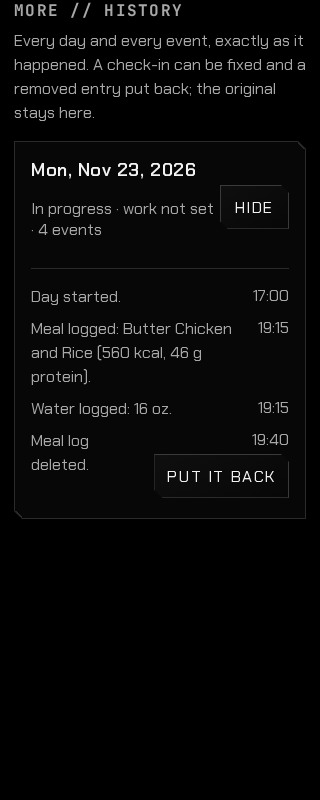 MORE // HISTORY
Every day and every event, exactly as it
happened. A check-in can be fixed and a
removed entry put back; the original
stays here.
Mon, Nov 23, 2026
In progress · work not set
· 4 events
HIDE
Day started. 17:00
Meal logged: Butter Chicken 19:15
and Rice [560 kcal, 46 g
protein].
Water logged: 16 oz. 19:15
Meal log 19:40
deleted.
PUT IT BACK